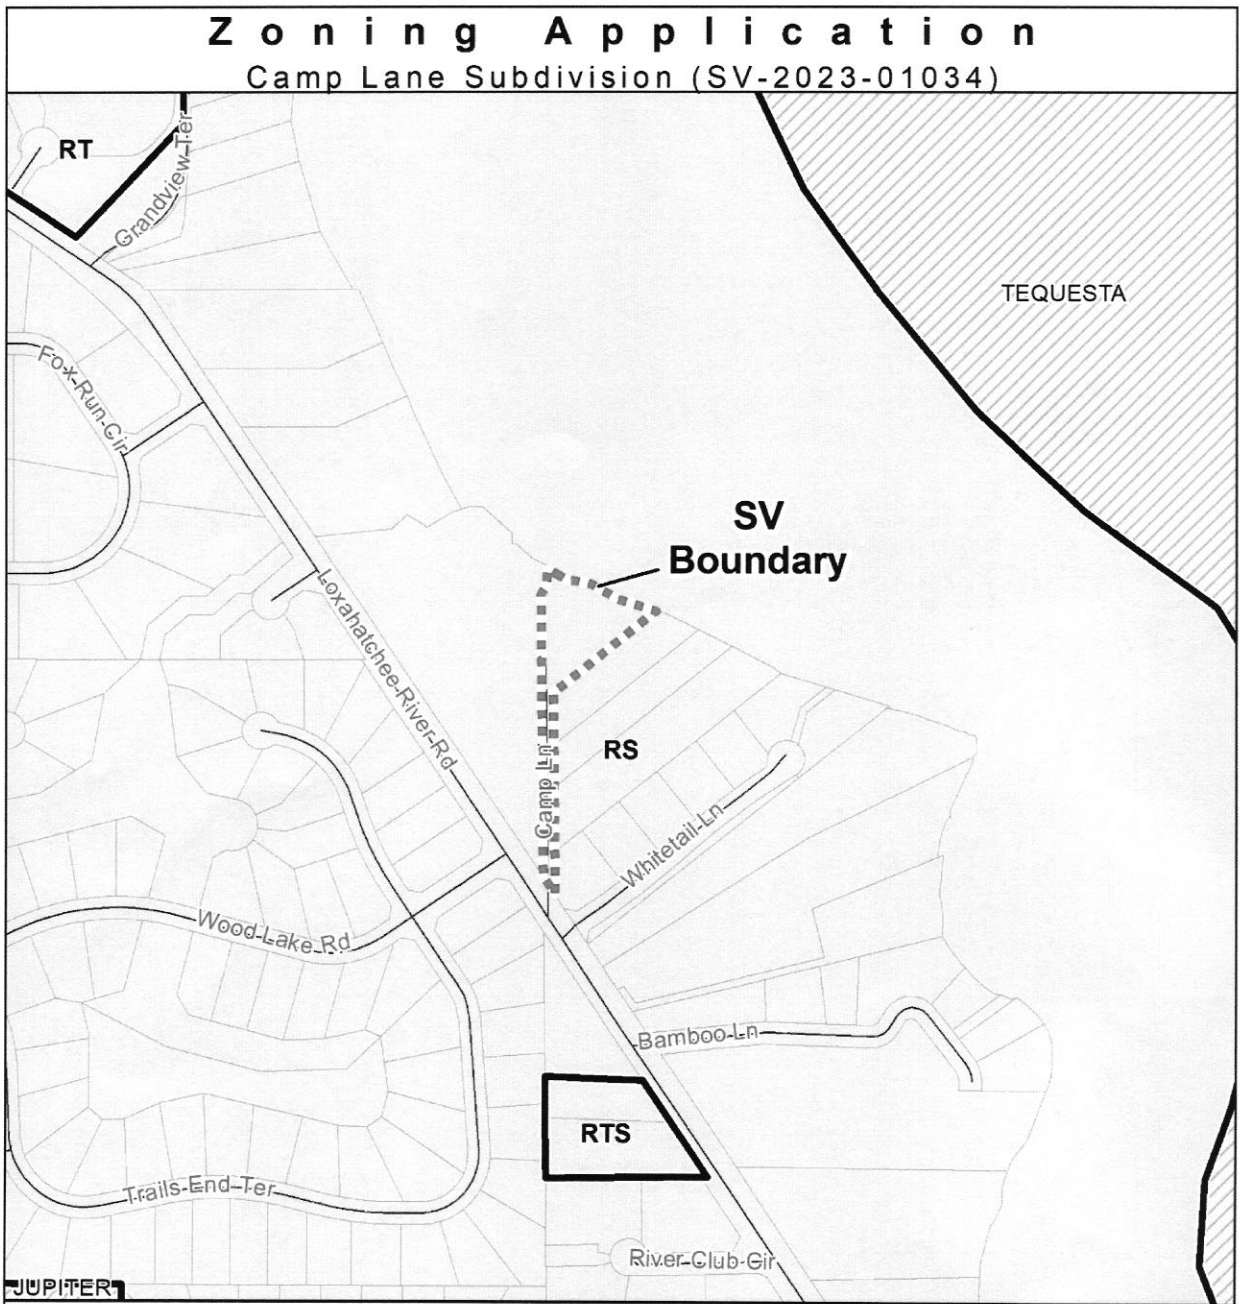 Zoning Application
Camp Lane Subdivision (SV-2023-01034)
RT
Grandview Ter
TEQUESTA
Fox Run Cir
SV
Boundary
Loxahatchee River Rd
RS
Camp Ln
Whitetail Ln
Wood Lake Rd
Bamboo Ln
RTS
Trails End Ter
River Club Cir
JUPITER